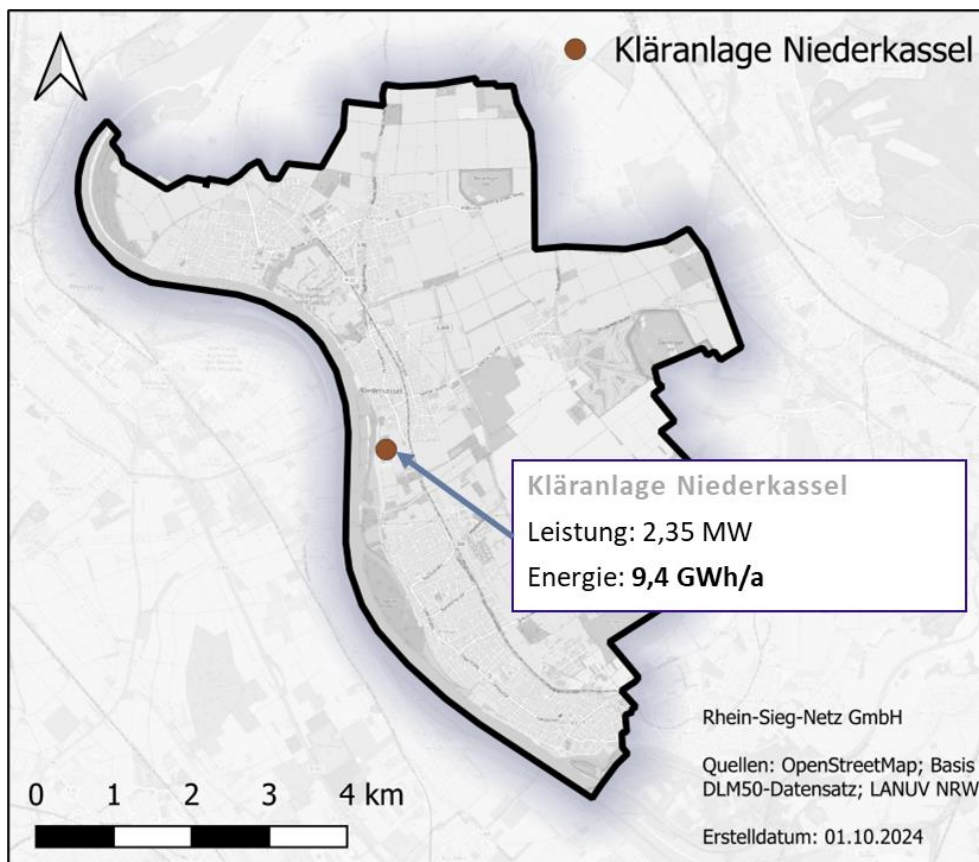 Kläranlage Niederkassel
Niederkassel
Kläranlage Niederkassel
Leistung: 2,35 MW
Energie: 9,4 GWh/a
Rhein-Sieg-Netz GmbH
Quellen: OpenStreetMap; Basis
DLM50-Datensatz; LANUV NRW
Erstelldatum: 01.10.2024
0 1 2 3 4 km